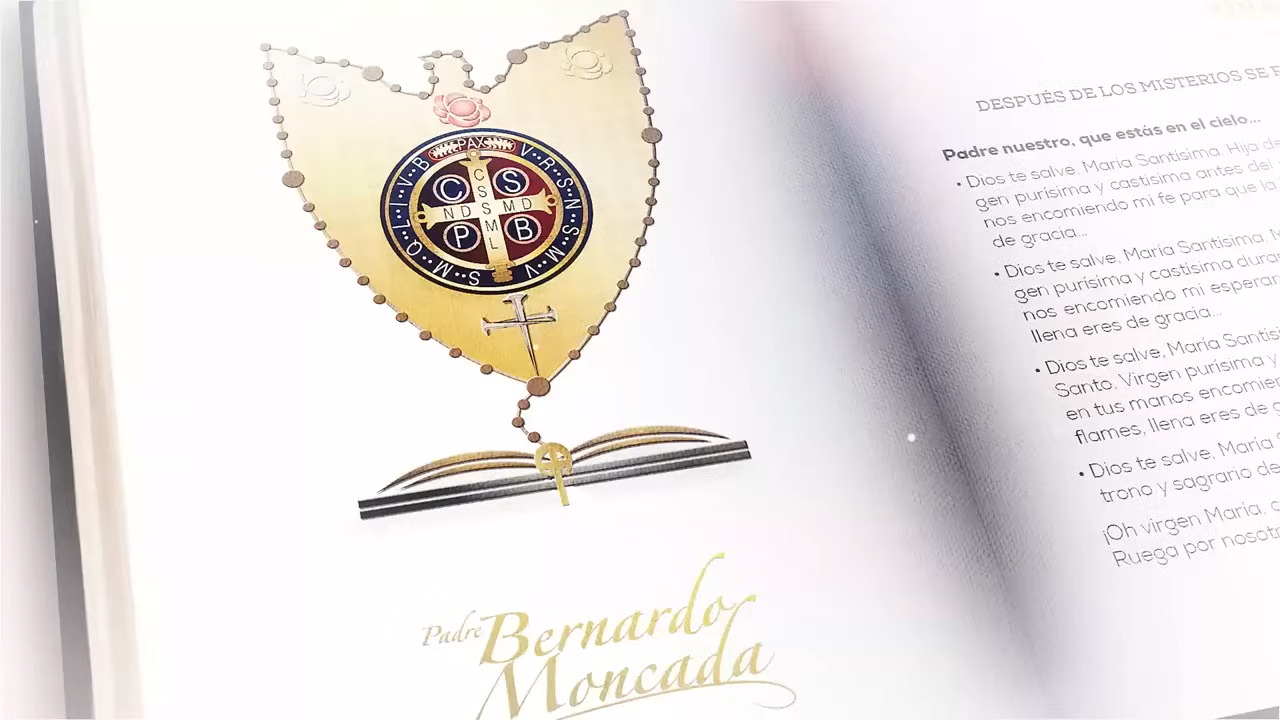 PAX
V · R · S · N · S · M · V
S · M · Q · L · I · V · B
C S
P B
C S S M L
N D S M D
Padre Bernardo
Moncada
DESPUÉS DE LOS MISTERIOS SE
Padre nuestro, que estás en el cielo...
• Dios te salve, María Santísima, Hija de
gen purísima y castísima antes del
nos encomiendo mi fe para que la
de gracia...
• Dios te salve, María Santísima, M
gen purísima y castísima dura
nos encomiendo mi esperan
llena eres de gracia...
• Dios te salve, María Santís
Santo, Virgen purísima y
en tus manos encomie
flames, llena eres de g
• Dios te salve, María
trono y sagrario de
¡Oh virgen María, c
Ruega por nosotr